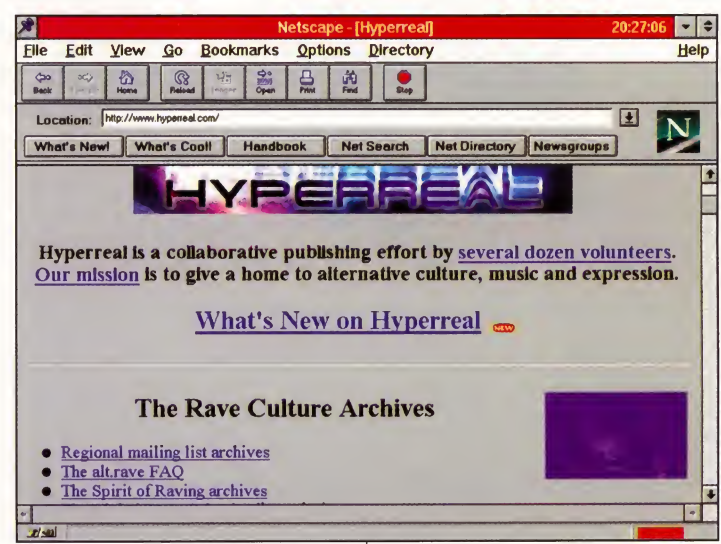 Netscape - [Hyperreal] 20:27:06
File Edit View Go Bookmarks Options Directory Help
Back Home Reload Open Print Find Stop
Location: http://www.hyperreal.com/
N
What's New! What's Cool! Handbook Net Search Net Directory Newsgroups
HYPERREAL
Hyperreal is a collaborative publishing effort by several dozen volunteers.
Our mission is to give a home to alternative culture, music and expression.
What's New on Hyperreal NEW
The Rave Culture Archives
Regional mailing list archives
The alt.rave FAQ
The Spirit of Raving archives